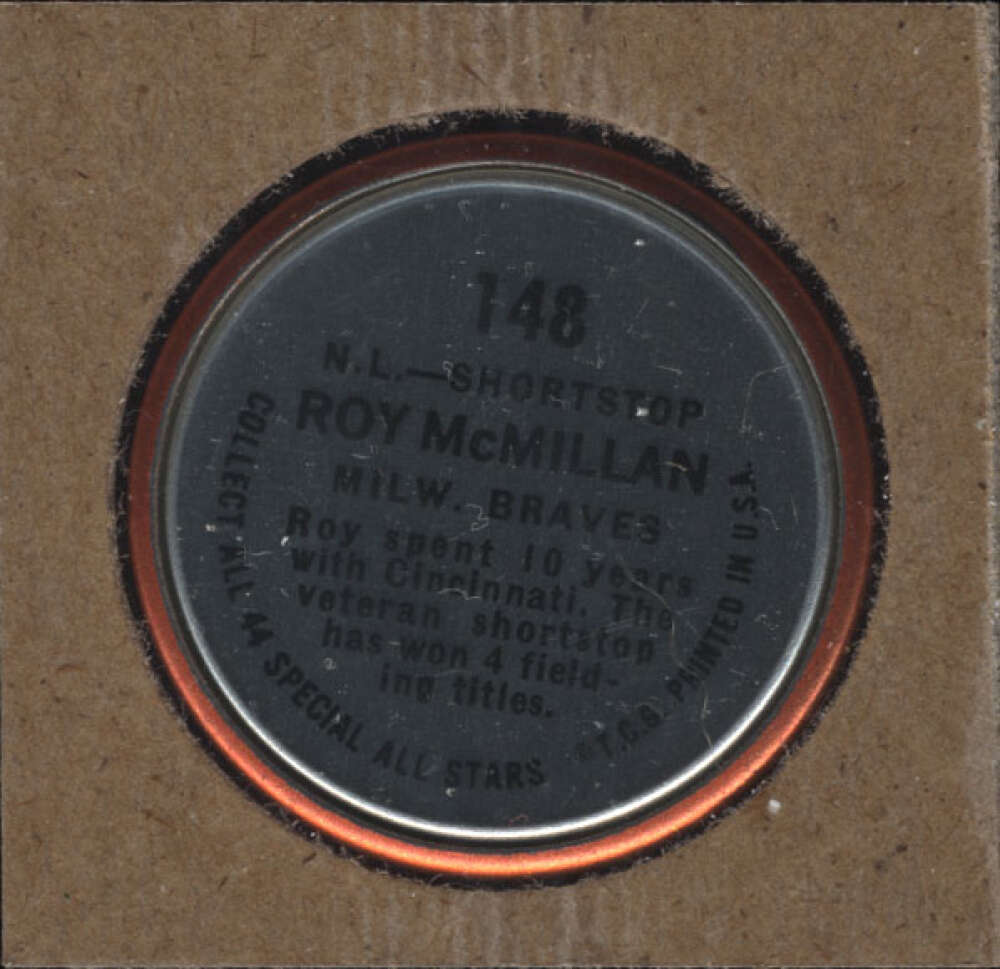 148
N.L.—SHORTSTOP
ROY McMILLAN
MILW. BRAVES
Roy spent 10 years
with Cincinnati. The
veteran shortstop
has won 4 field-
ing titles.
COLLECT ALL 44 SPECIAL ALL STARS
©T.C.G. PRINTED IN U.S.A.